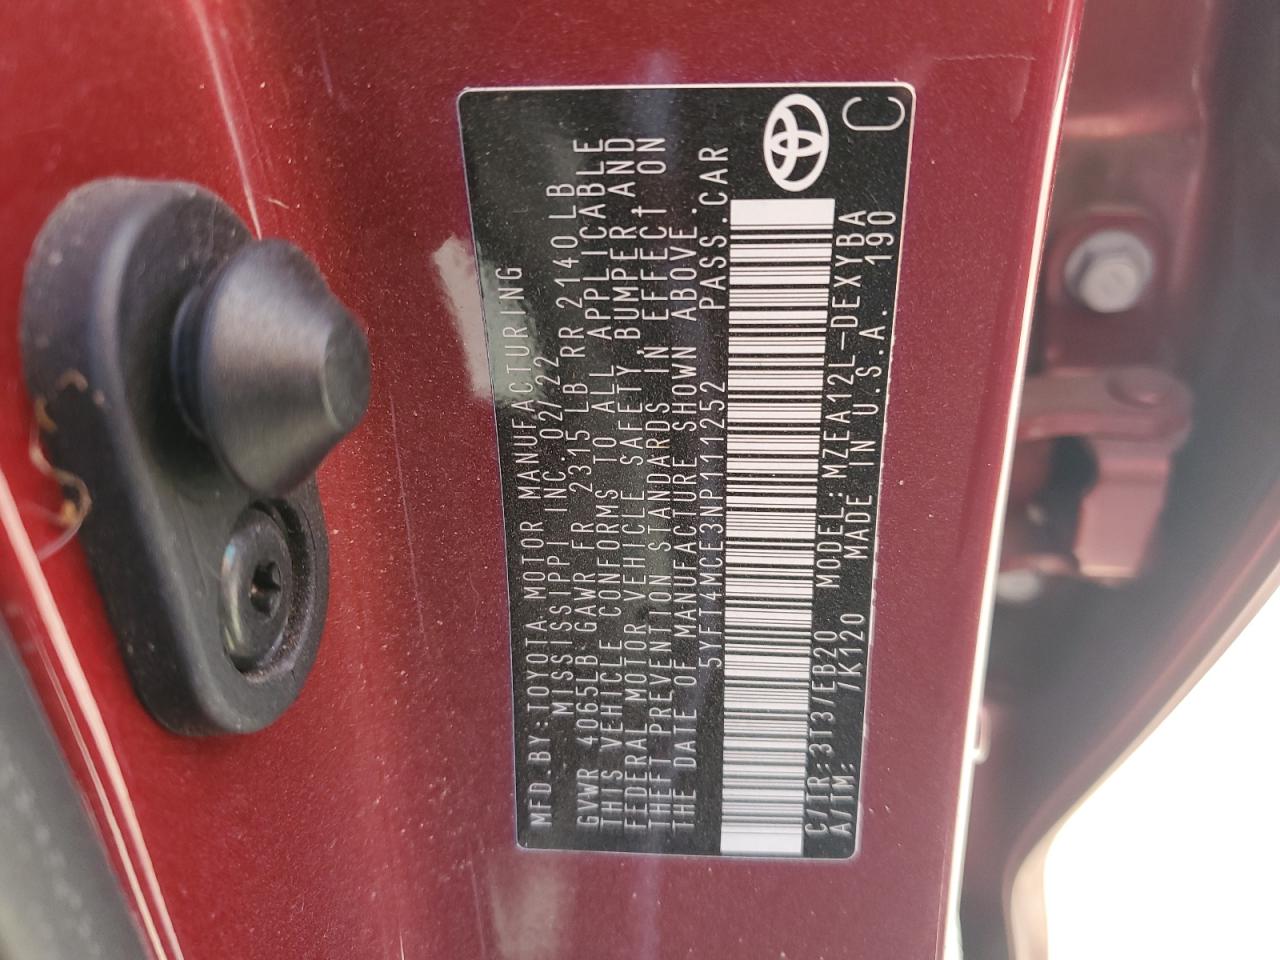 MFD.BY:TOYOTA MOTOR MANUFACTURING
MISSISSIPPI INC 02/22
GVWR 4065LB GAWR FR 2315 LB RR 2140LB
THIS VEHICLE CONFORMS TO ALL APPLICABLE
FEDERAL MOTOR VEHICLE SAFETY,BUMPER,AND
THEFT PREVENTION STANDARDS IN EFFECT ON
THE DATE OF MANUFACTURE SHOWN ABOVE.
5YFT4MCE3NP111252 PASS.CAR
C/TR:3T3/EB20 MODEL:MZEA12L-DEXYBA
A/TM: /K120 MADE IN U.S.A. 190
C